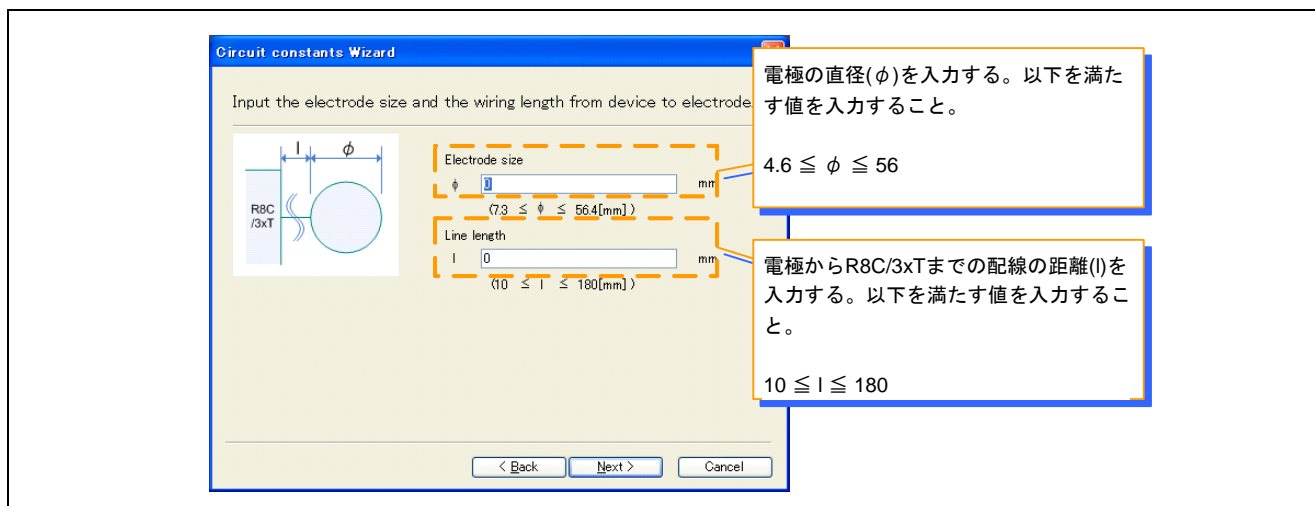 Circuit constants Wizard
Input the electrode size and the wiring length from device to electrode.
l φ
R8C
/3xT
Electrode size
φ 0 mm
(7.3 ≤ φ ≤ 56.4[mm] )
Line length
l 0 mm
(10 ≤ l ≤ 180[mm] )
< Back Next > Cancel
電極の直径(φ)を入力する。以下を満た
す値を入力すること。
4.6 ≦ φ ≦ 56
電極からR8C/3xTまでの配線の距離(l)を
入力する。以下を満たす値を入力するこ
と。
10 ≦ l ≦ 180